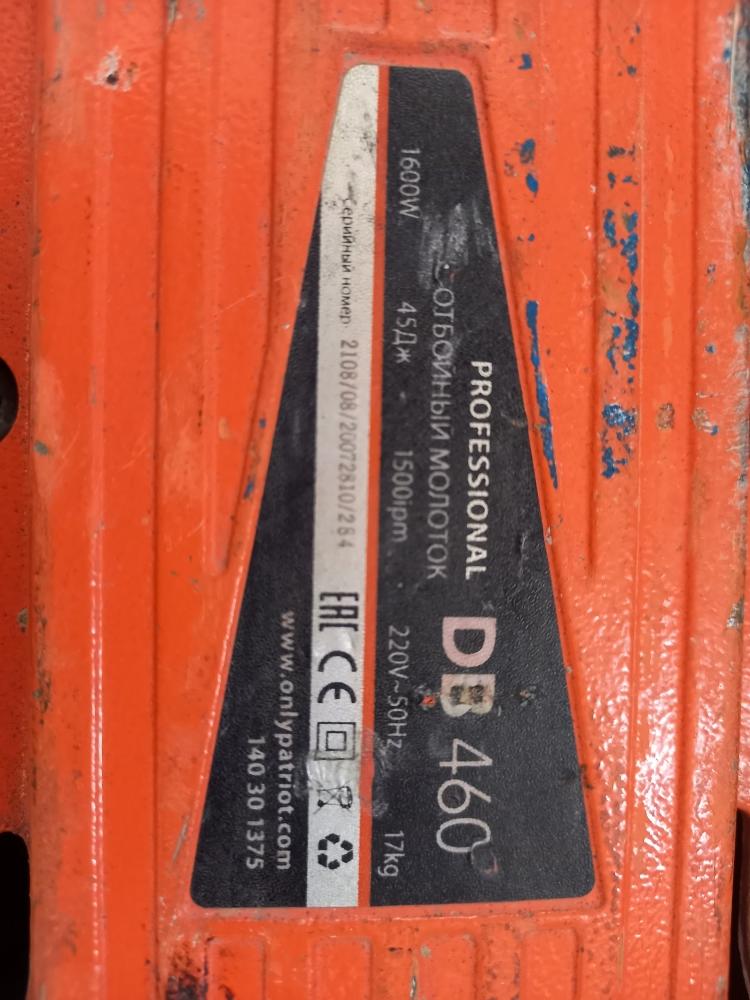 PROFESSIONAL DB 460
ОТБОЙНЫЙ МОЛОТОК
1600W 45Дж 1500ipm 220V~50Hz 17kg
серийный номер: 2108/08/20072810/284 EAC CE
www.onlypatriot.com
140 30 1375